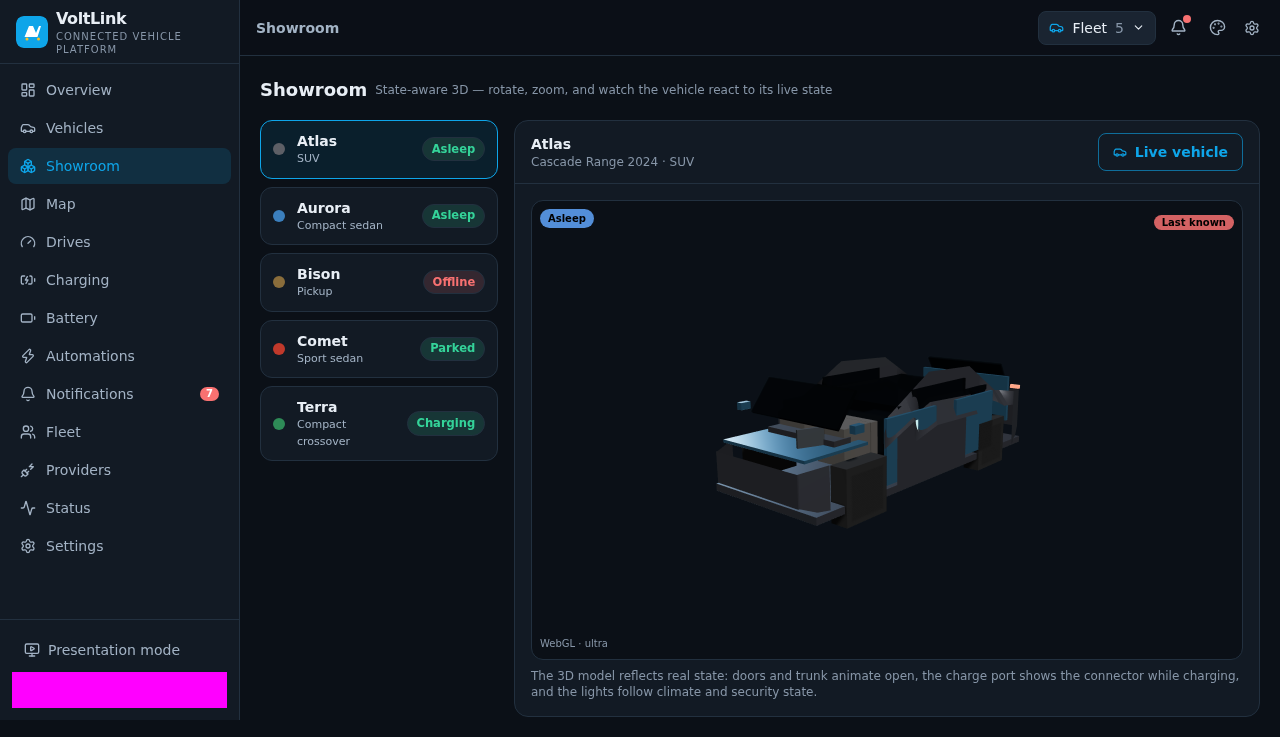 VoltLink
CONNECTED VEHICLE
PLATFORM
Overview
Vehicles
Showroom
Map
Drives
Charging
Battery
Automations
Notifications 7
Fleet
Providers
Status
Settings
Presentation mode
Showroom
Fleet 5
Showroom State-aware 3D — rotate, zoom, and watch the vehicle react to its live state
Atlas
SUV
Asleep
Aurora
Compact sedan
Asleep
Bison
Pickup
Offline
Comet
Sport sedan
Parked
Terra
Compact
crossover
Charging
Atlas
Cascade Range 2024 · SUV
Live vehicle
Asleep
Last known
WebGL · ultra
The 3D model reflects real state: doors and trunk animate open, the charge port shows the connector while charging,
and the lights follow climate and security state.